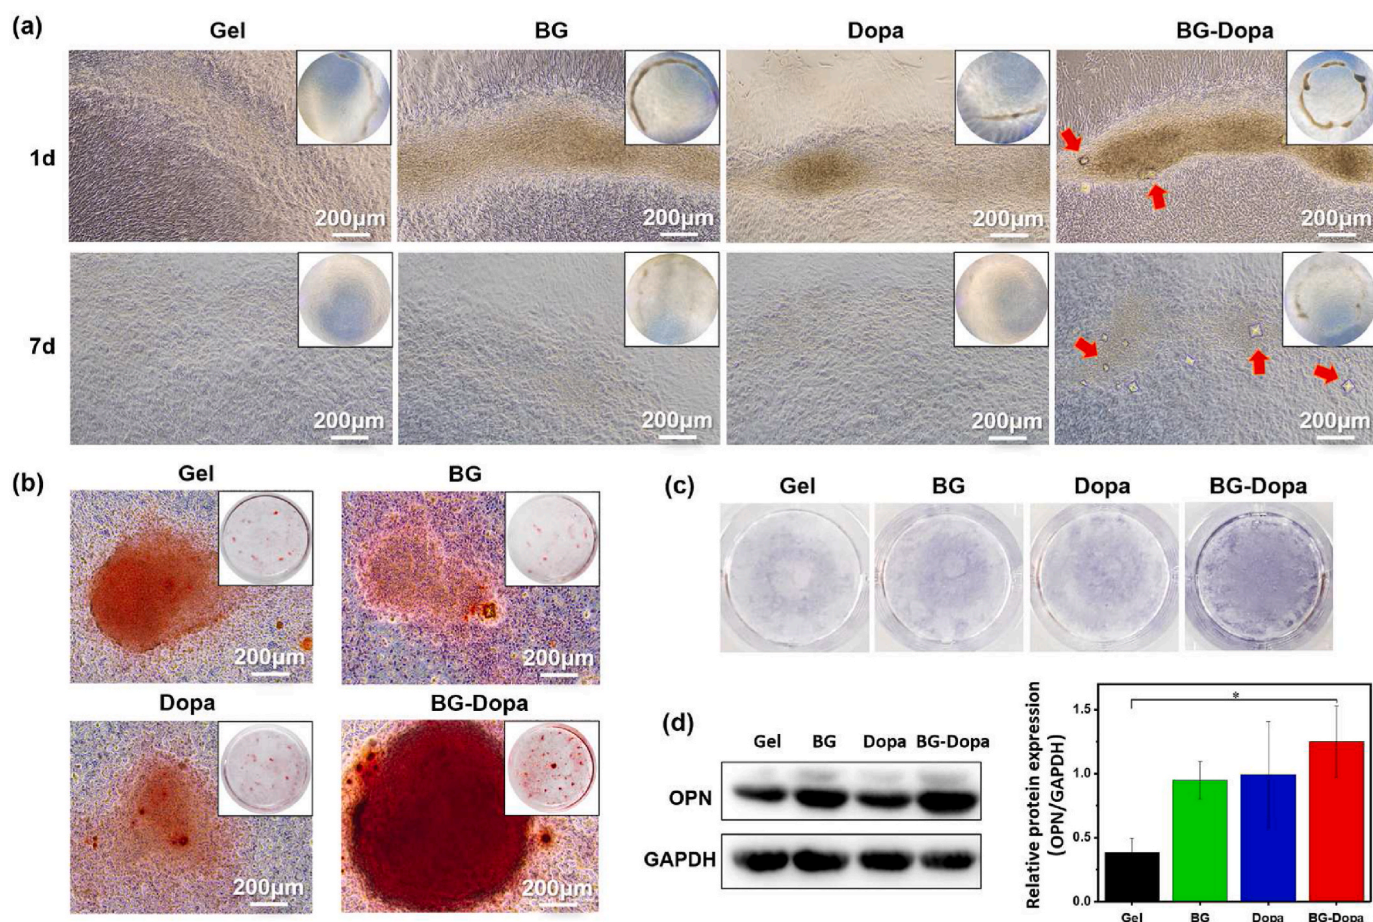 (a)
Gel BG Dopa BG-Dopa
1d
200μm 200μm 200μm 200μm
7d
200μm 200μm 200μm 200μm
(b)
Gel BG
200μm 200μm
Dopa BG-Dopa
200μm 200μm
(c)
Gel BG Dopa BG-Dopa
(d)
Gel BG Dopa BG-Dopa
OPN
GAPDH
Relative protein expression
(OPN/GAPDH)
*
1.5
1.0
0.5
0.0
Gel BG Dopa BG-Dopa